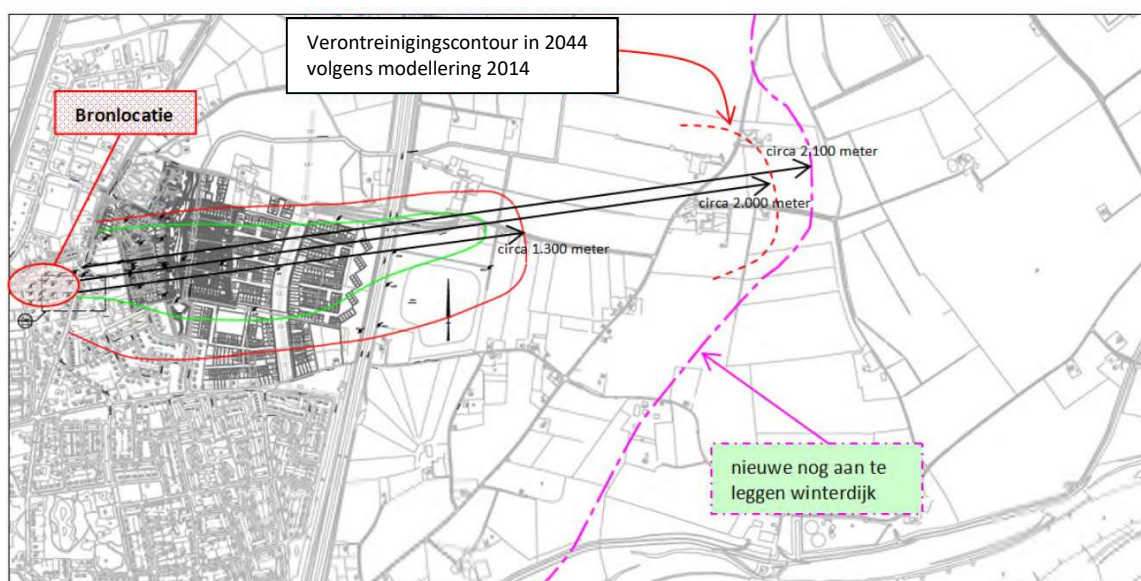 Verontreinigingscontour in 2044
volgens modellering 2014
Bronlocatie
circa 2.100 meter
circa 2.000 meter
circa 1.300 meter
nieuwe nog aan te
leggen winterdijk